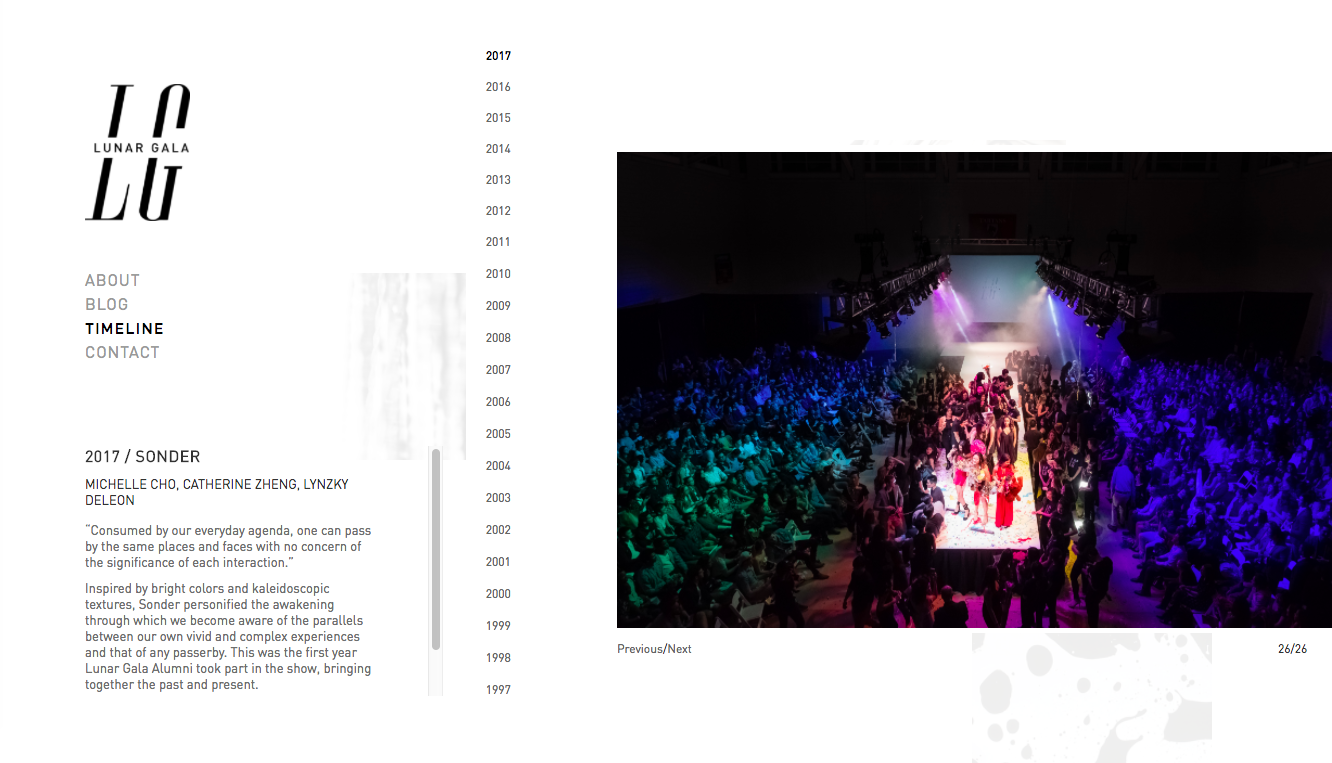 LUNAR GALA
ABOUT
BLOG
TIMELINE
CONTACT
2017 / SONDER
MICHELLE CHO, CATHERINE ZHENG, LYNZKY
DELEON
"Consumed by our everyday agenda, one can pass
by the same places and faces with no concern of
the significance of each interaction."
Inspired by bright colors and kaleidoscopic
textures, Sonder personified the awakening
through which we become aware of the parallels
between our own vivid and complex experiences
and that of any passerby. This was the first year
Lunar Gala Alumni took part in the show, bringing
together the past and present.
2017
2016
2015
2014
2013
2012
2011
2010
2009
2008
2007
2006
2005
2004
2003
2002
2001
2000
1999
1998
1997
Previous/Next
26/26